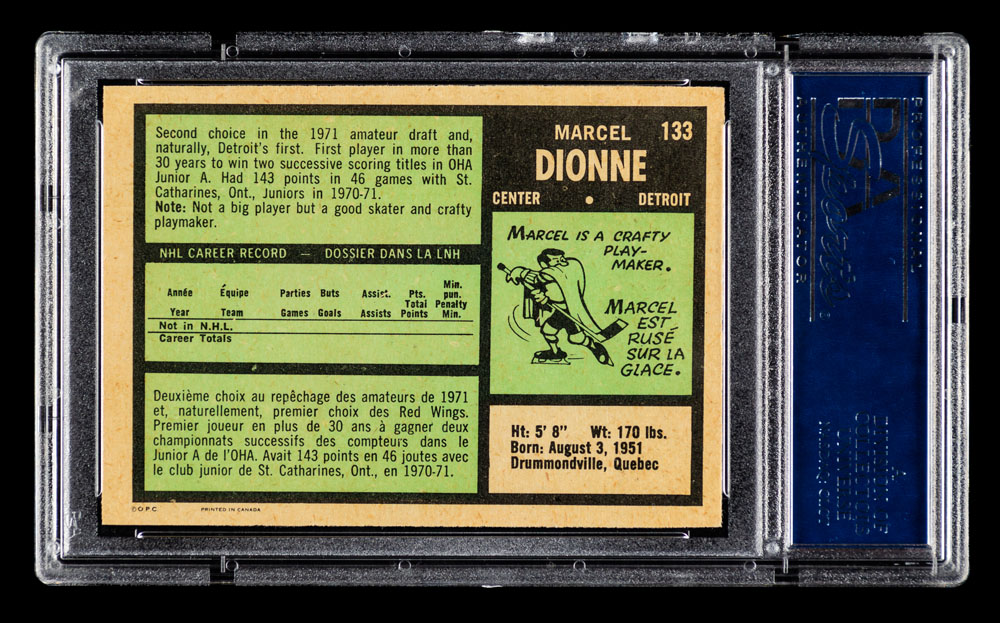 Second choice in the 1971 amateur draft and,
naturally, Detroit's first. First player in more than
30 years to win two successive scoring titles in OHA
Junior A. Had 143 points in 46 games with St.
Catharines, Ont., Juniors in 1970-71.
Note: Not a big player but a good skater and crafty
playmaker.
MARCEL 133
DIONNE
CENTER • DETROIT
NHL CAREER RECORD — DOSSIER DANS LA LNH
Année Équipe Parties Buts Assist. Pts. Min. pun.
Year Team Games Goals Assists Total Points Penalty Min.
Not in N.H.L.
Career Totals
MARCEL IS A CRAFTY
PLAY-
MAKER.
MARCEL
EST
RUSÉ
SUR LA
GLACE.
Deuxième choix au repêchage des amateurs de 1971
et, naturellement, premier choix des Red Wings.
Premier joueur en plus de 30 ans à gagner deux
championnats successifs des compteurs dans le
Junior A de l'OHA. Avait 143 points en 46 joutes avec
le club junior de St. Catharines, Ont., en 1970-71.
Ht: 5' 8" Wt: 170 lbs.
Born: August 3, 1951
Drummondville, Quebec
©O.P.C. PRINTED IN CANADA
PROFESSIONAL
PSA
Sports
AUTHENTICATOR